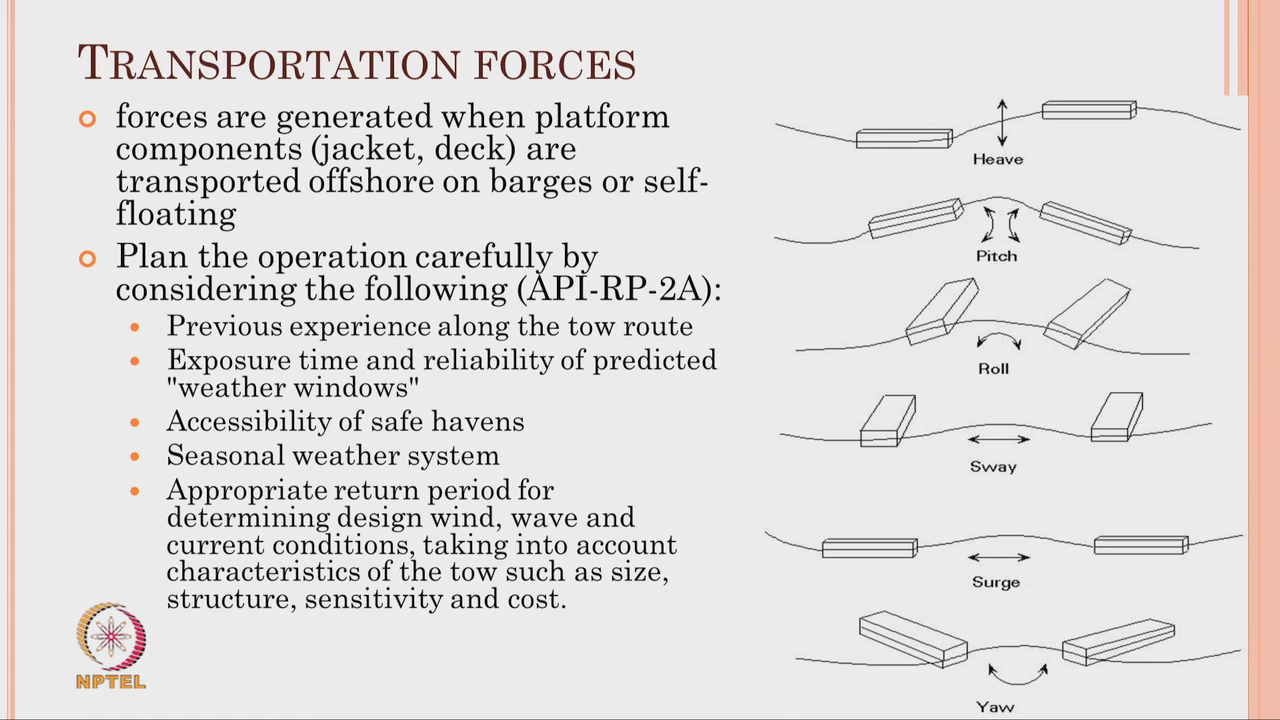 TRANSPORTATION FORCES
forces are generated when platform
components (jacket, deck) are
transported offshore on barges or self-
floating
Plan the operation carefully by
considering the following (API-RP-2A):
Previous experience along the tow route
Exposure time and reliability of predicted
"weather windows"
Accessibility of safe havens
Seasonal weather system
Appropriate return period for
determining design wind, wave and
current conditions, taking into account
characteristics of the tow such as size,
structure, sensitivity and cost.
NPTEL
Heave
Pitch
Roll
Sway
Surge
Yaw